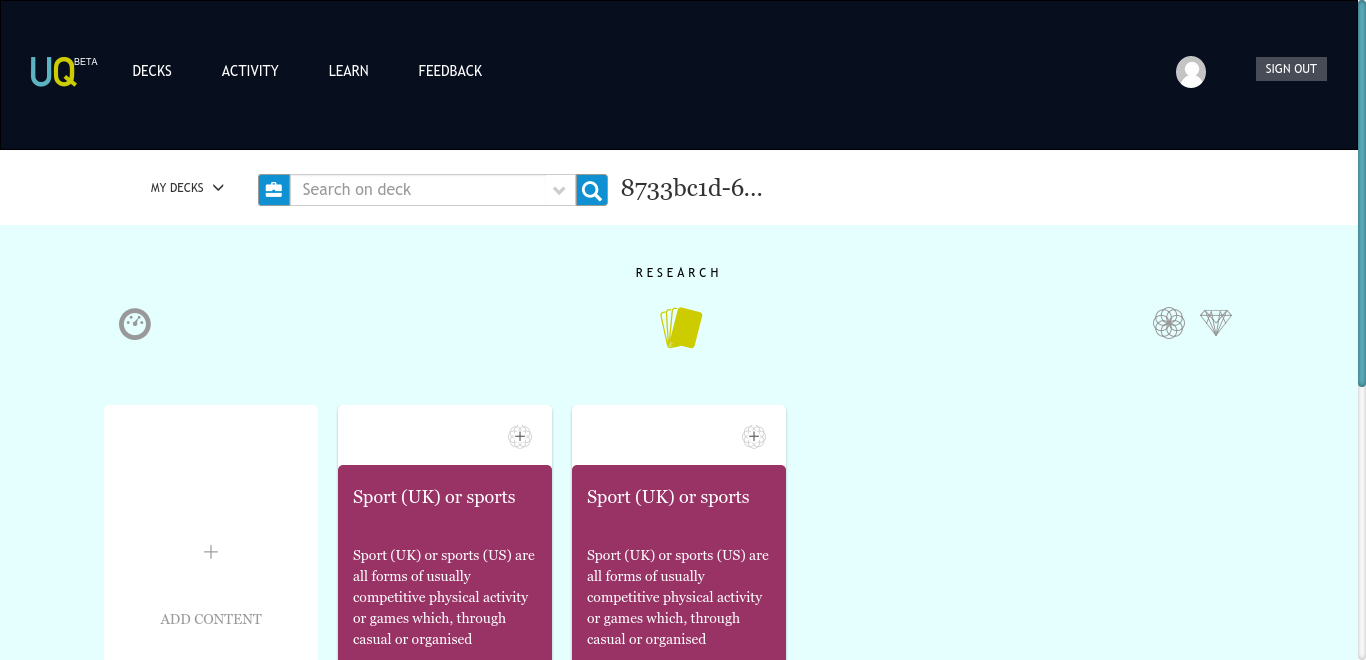 UQ BETA DECKS ACTIVITY LEARN FEEDBACK SIGN OUT
MY DECKS Search on deck 8733bc1d-6...
RESEARCH
Sport (UK) or sports
Sport (UK) or sports (US) are
all forms of usually
competitive physical activity
or games which, through
casual or organised
Sport (UK) or sports
Sport (UK) or sports (US) are
all forms of usually
competitive physical activity
or games which, through
casual or organised
+
ADD CONTENT